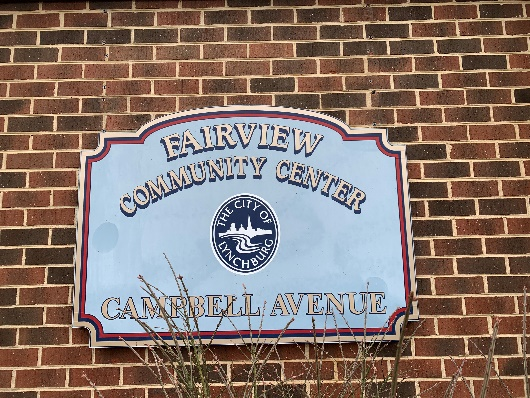 FAIRVIEW
COMMUNITY CENTER
THE CITY OF
LYNCHBURG
CAMPBELL AVENUE